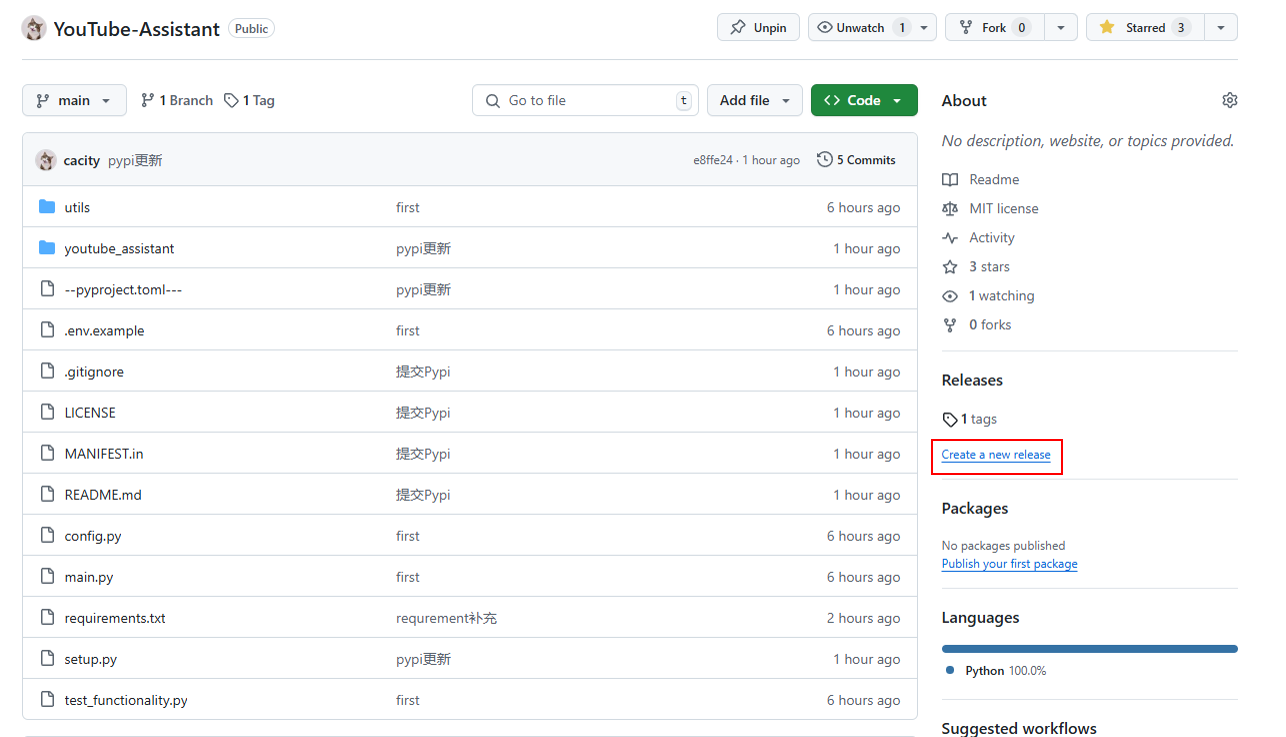 YouTube-Assistant Public Unpin Unwatch 1 Fork 0 Starred 3
main 1 Branch 1 Tag Go to file t Add file Code
cacity pypi更新 e8ffe24 · 1 hour ago 5 Commits
utils first 6 hours ago
youtube_assistant pypi更新 1 hour ago
--pyproject.toml--- pypi更新 1 hour ago
.env.example first 6 hours ago
.gitignore 提交Pypi 1 hour ago
LICENSE 提交Pypi 1 hour ago
MANIFEST.in 提交Pypi 1 hour ago
README.md 提交Pypi 1 hour ago
config.py first 6 hours ago
main.py first 6 hours ago
requirements.txt requrement补充 2 hours ago
setup.py pypi更新 1 hour ago
test_functionality.py first 6 hours ago
About
No description, website, or topics provided.
Readme
MIT license
Activity
3 stars
1 watching
0 forks
Releases
1 tags
Create a new release
Packages
No packages published
Publish your first package
Languages
Python 100.0%
Suggested workflows